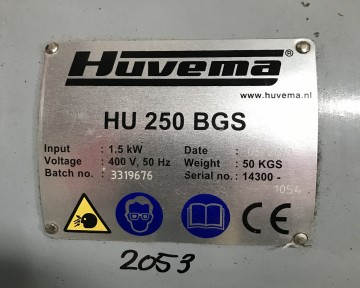 Huvema®
www.huvema.nl
HU 250 BGS
Input : 1.5 kW Date :
Voltage : 400 V, 50 Hz Weight : 50 KGS
Batch no. : 3319676 Serial no. : 14300 -
1054
2053